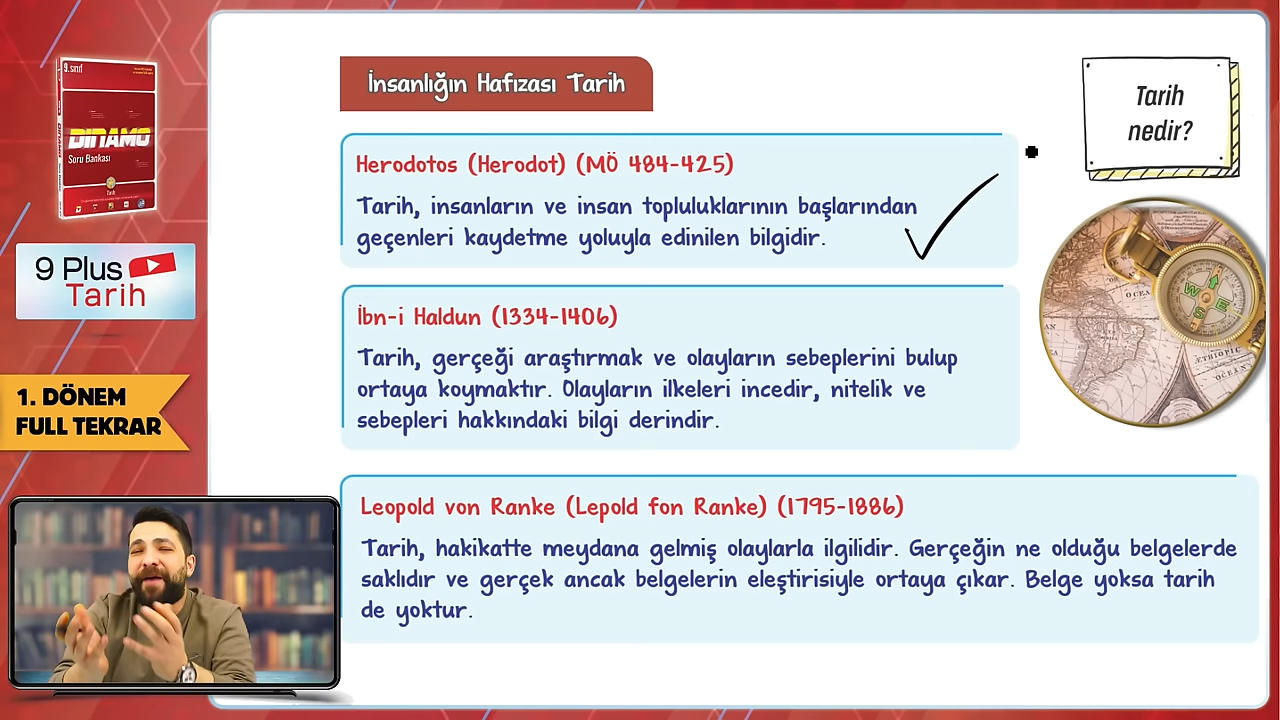 9. sınıf
DİNAMO
Soru Bankası
Tarih
9 Plus
Tarih
1. DÖNEM
FULL TEKRAR
İnsanlığın Hafızası Tarih
Herodotos (Herodot) (MÖ 484-425)
Tarih, insanların ve insan topluluklarının başlarından
geçenleri kaydetme yoluyla edinilen bilgidir.
İbn-i Haldun (1334-1406)
Tarih, gerçeği araştırmak ve olayların sebeplerini bulup
ortaya koymaktır. Olayların ilkeleri incedir, nitelik ve
sebepleri hakkındaki bilgi derindir.
Leopold von Ranke (Lepold fon Ranke) (1795-1886)
Tarih, hakikatte meydana gelmiş olaylarla ilgilidir. Gerçeğin ne olduğu belgelerde
saklıdır ve gerçek ancak belgelerin eleştirisiyle ortaya çıkar. Belge yoksa tarih
de yoktur.
Tarih
nedir?
OCEA
W E
S
ETHIOPIC
OCEAN